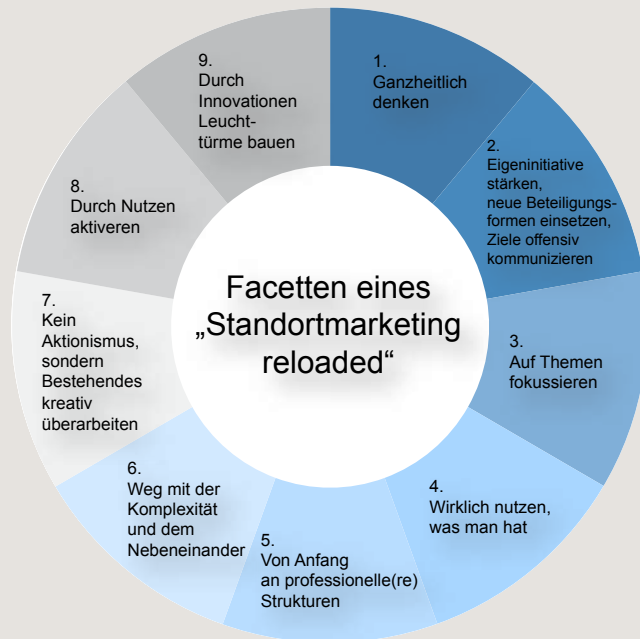 Facetten eines
„Standortmarketing
reloaded“
1.
Ganzheitlich
denken
2.
Eigeninitiative
stärken,
neue Beteiligungs-
formen einsetzen,
Ziele offensiv
kommunizieren
3.
Auf Themen
fokussieren
4.
Wirklich nutzen,
was man hat
5.
Von Anfang
an professionelle(re)
Strukturen
6.
Weg mit der
Komplexität
und dem
Nebeneinander
7.
Kein
Aktionismus,
sondern
Bestehendes
kreativ
überarbeiten
8.
Durch Nutzen
aktiveren
9.
Durch
Innovationen
Leucht-
türme bauen